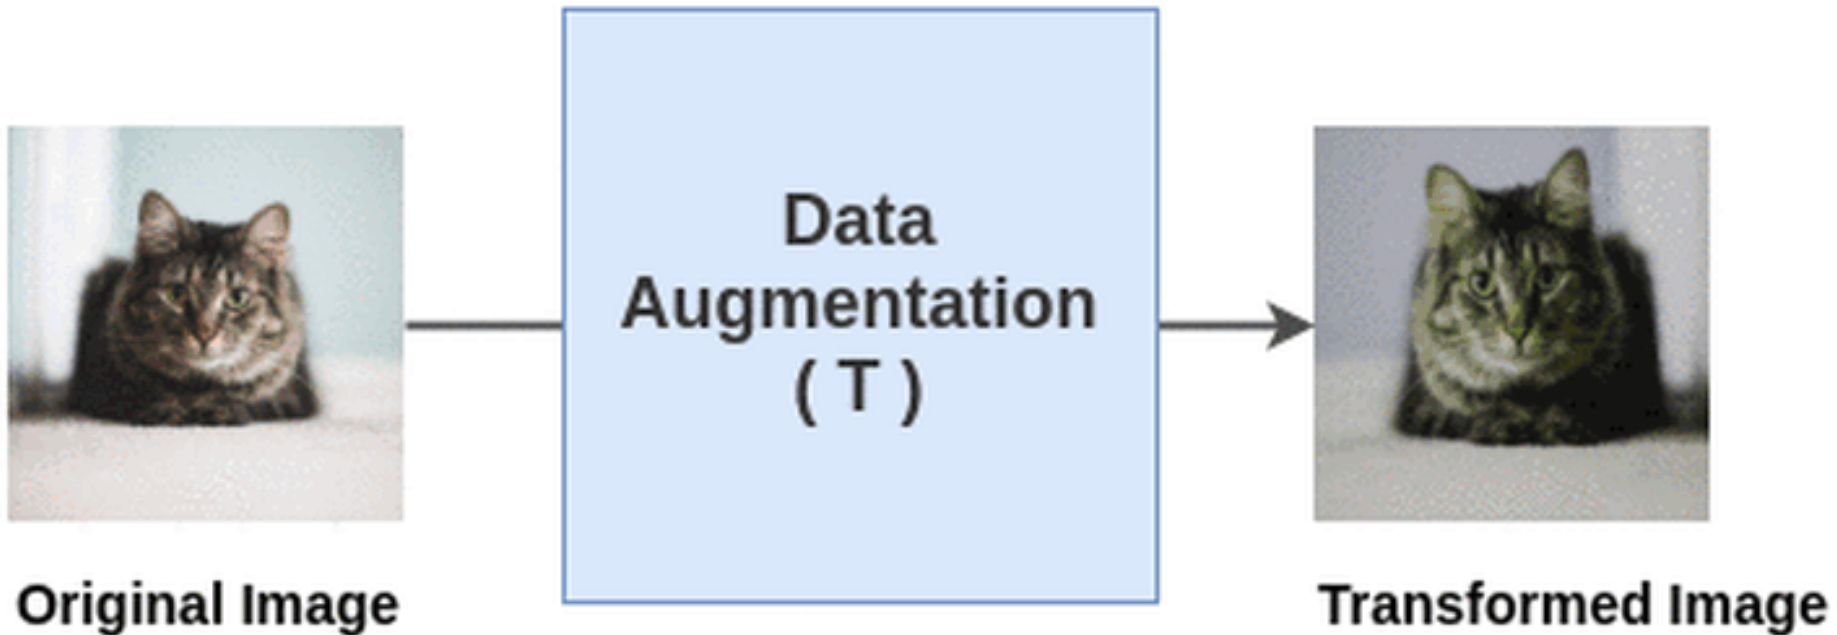 Data
Augmentation
( T )
Original Image
Transformed Image